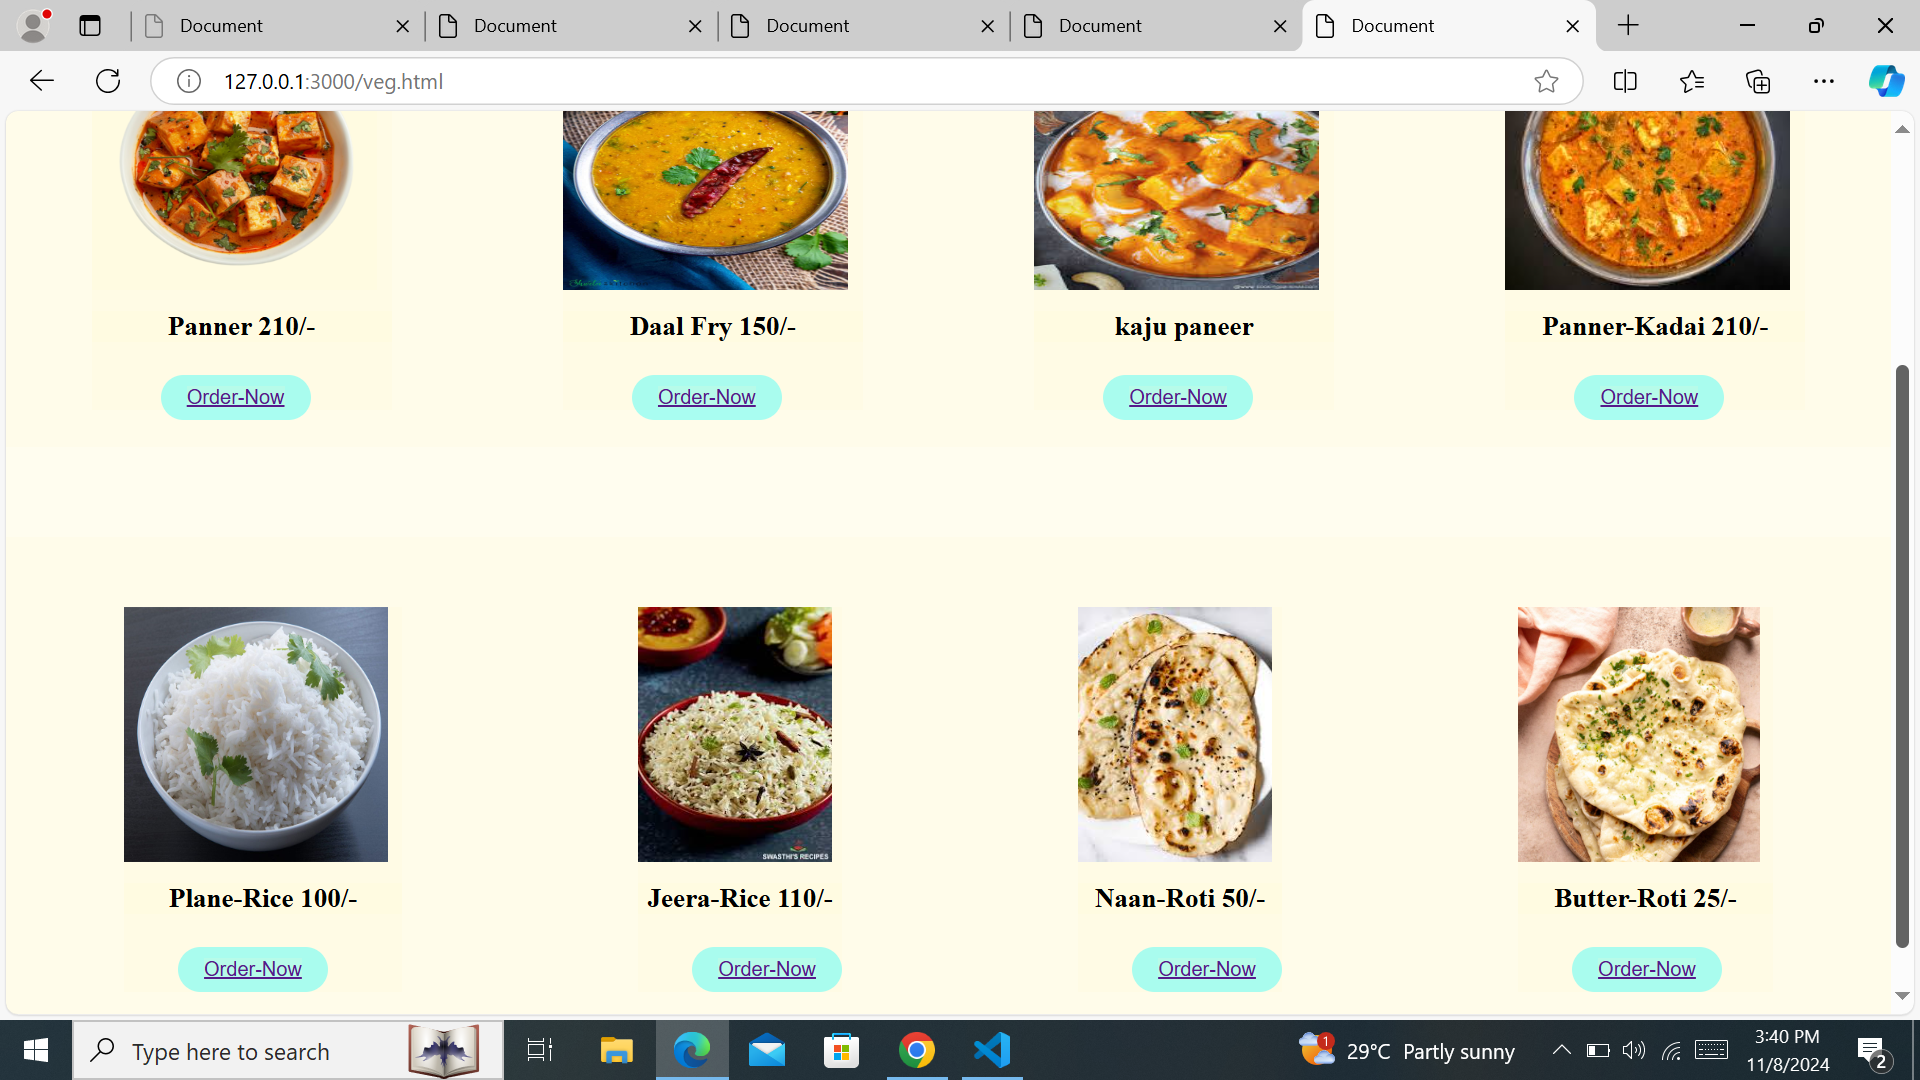 Document
Document
Document
Document
Document
127.0.0.1:3000/veg.html
Panner 210/-
Daal Fry 150/-
kaju paneer
Panner-Kadai 210/-
Order-Now
Order-Now
Order-Now
Order-Now
SWASTHI'S RECIPES
Plane-Rice 100/-
Jeera-Rice 110/-
Naan-Roti 50/-
Butter-Roti 25/-
Order-Now
Order-Now
Order-Now
Order-Now
Type here to search
1
29°C Partly sunny
3:40 PM
11/8/2024
2